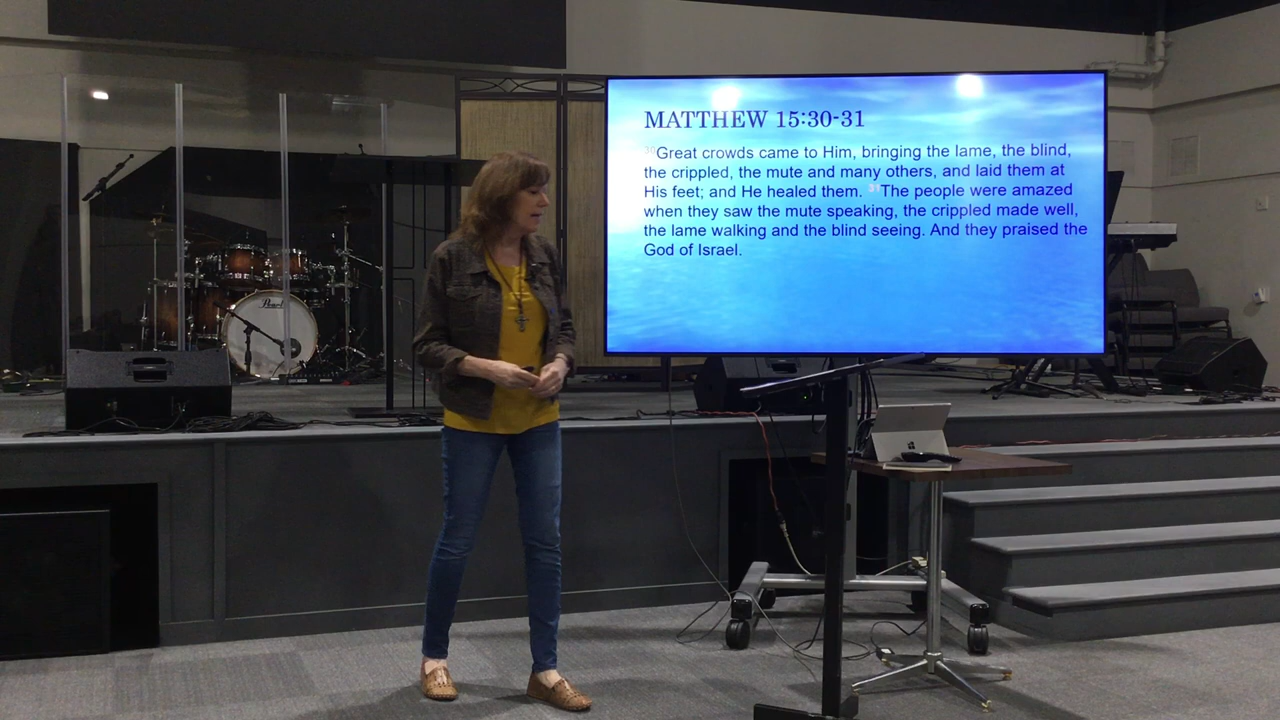 MATTHEW 15:30-31
30Great crowds came to Him, bringing the lame, the blind,
the crippled, the mute and many others, and laid them at
His feet; and He healed them. 31The people were amazed
when they saw the mute speaking, the crippled made well,
the lame walking and the blind seeing. And they praised the
God of Israel.
Pearl